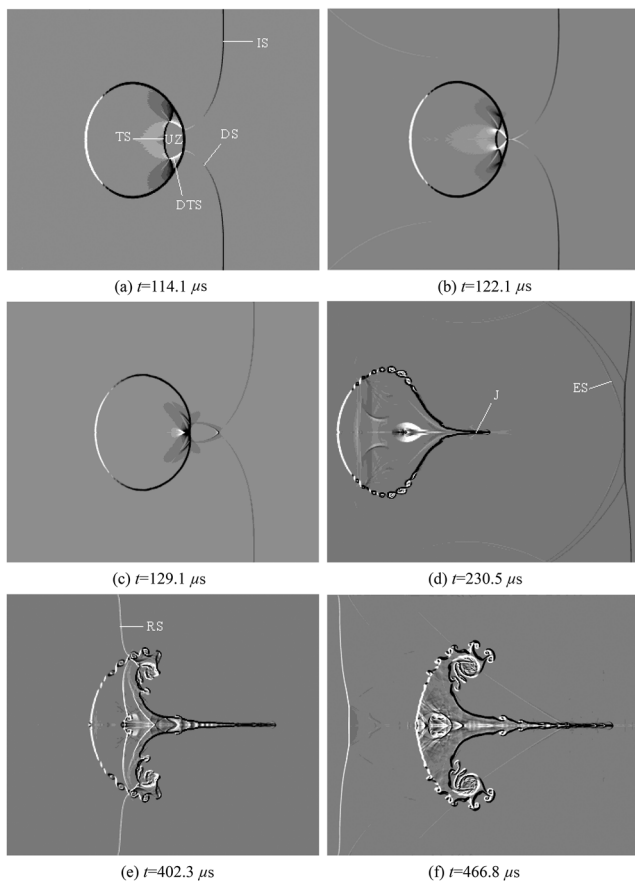 IS
TS
UZ
DS
DTS
(a) t=114.1 μs
(b) t=122.1 μs
ES
J
(c) t=129.1 μs
(d) t=230.5 μs
RS
(e) t=402.3 μs
(f) t=466.8 μs